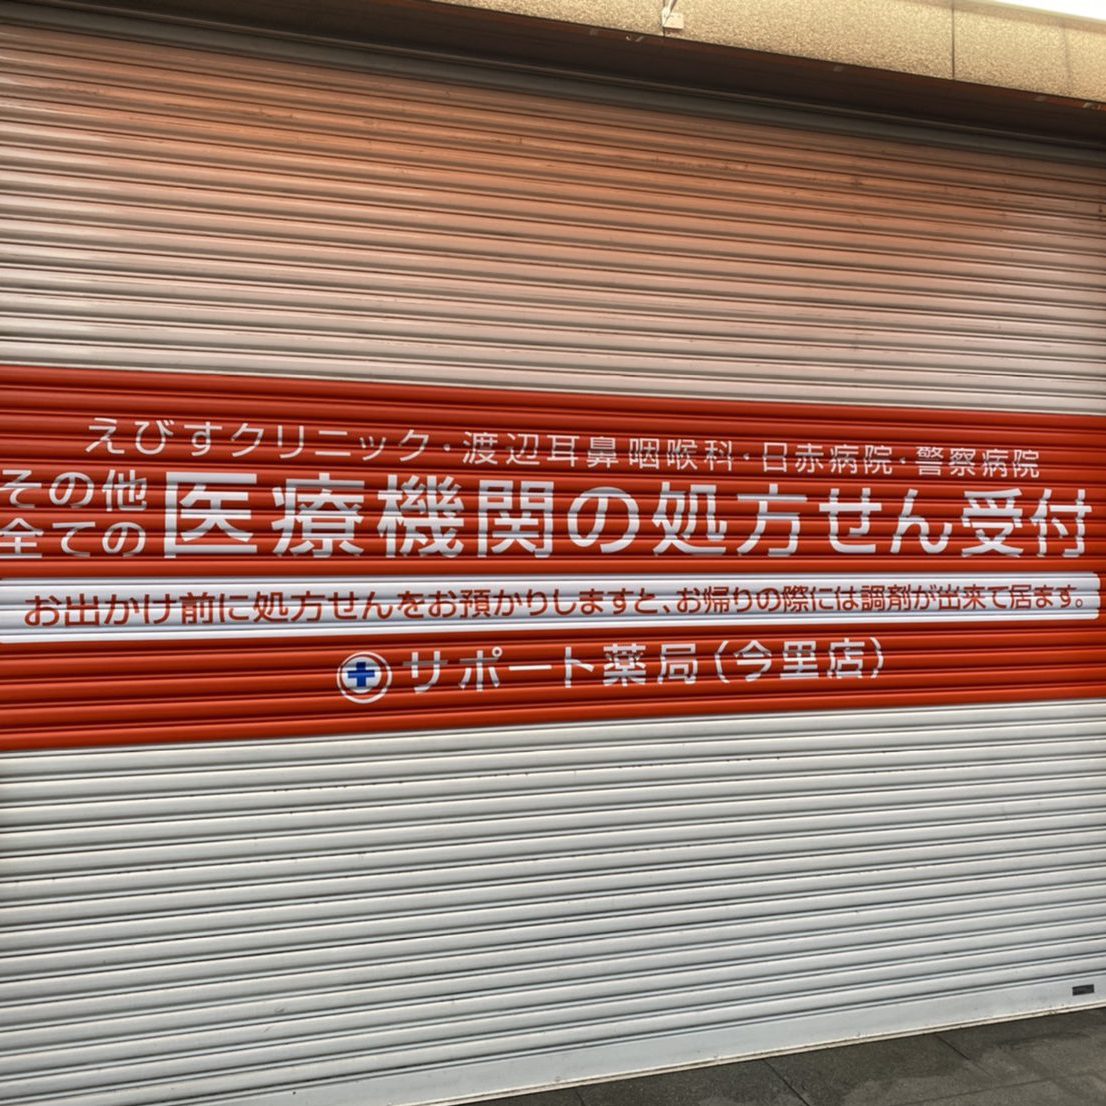 えびすクリニック・渡辺耳鼻咽喉科・日赤病院・警察病院
その他
全ての
医療機関の処方せん受付
お出かけ前に処方せんをお預かりしますと、お帰りの際には調剤が出来て居ます。
サポート薬局(今里店)